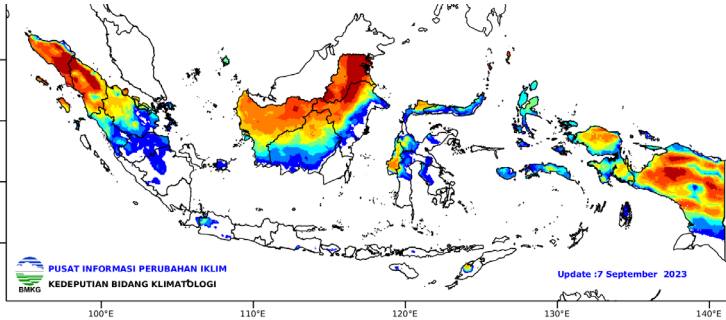 PUSAT INFORMASI PERUBAHAN IKLIM
KEDEPUTIAN BIDANG KLIMATOLOGI
BMKG
Update :7 September 2023
100°E 110°E 120°E 130°E 140°E